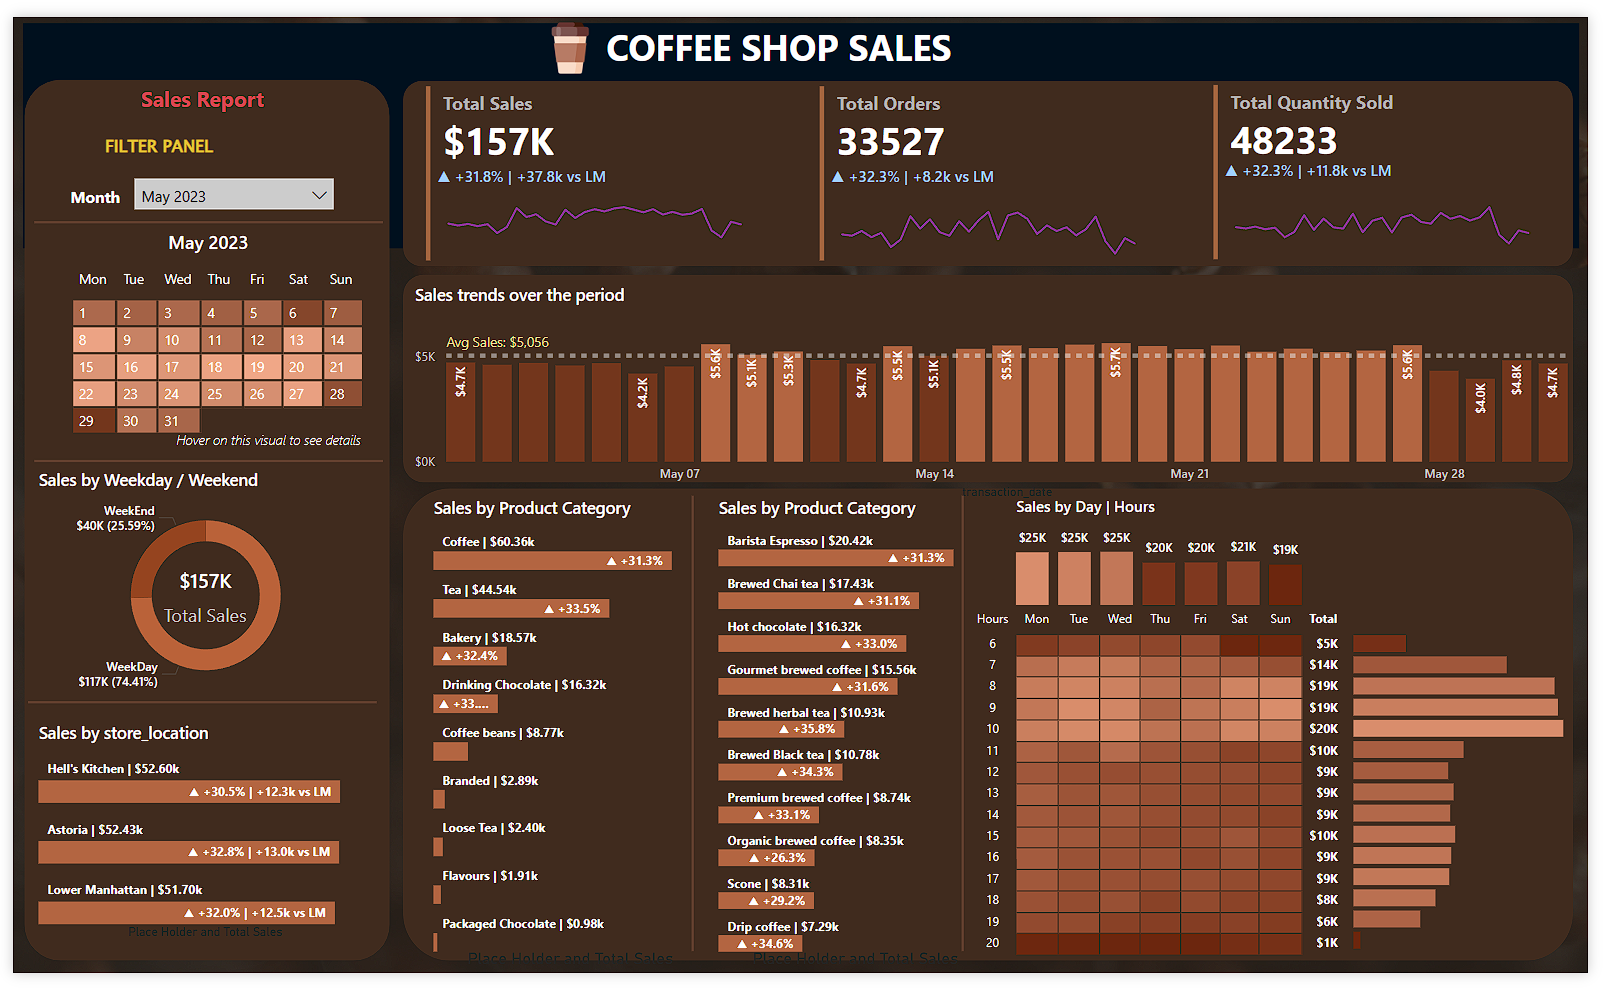 COFFEE SHOP SALES
Sales Report
FILTER PANEL
Month
May 2023
May 2023
Mon Tue Wed Thu Fri Sat Sun
1 2 3 4 5 6 7
8 9 10 11 12 13 14
15 16 17 18 19 20 21
22 23 24 25 26 27 28
29 30 31
Hover on this visual to see details
Sales by Weekday / Weekend
WeekEnd
$40K (25.59%)
$157K
Total Sales
WeekDay
$117K (74.41%)
Sales by store_location
Hell's Kitchen | $52.60k
▲ +30.5% | +12.3k vs LM
Astoria | $52.43k
▲ +32.8% | +13.0k vs LM
Lower Manhattan | $51.70k
▲ +32.0% | +12.5k vs LM
Place Holder and Total Sales
Total Sales
$157K
▲ +31.8% | +37.8k vs LM
Total Orders
33527
▲ +32.3% | +8.2k vs LM
Total Quantity Sold
48233
▲ +32.3% | +11.8k vs LM
Sales trends over the period
Avg Sales: $5,056
$5K
$4.7K $4.2K $5.6K $5.1K $5.3K $4.7K $5.5K $5.1K $5.5K $5.7K $5.6K $4.0K $4.8K $4.7K
$0K
May 07 May 14 May 21 May 28
transaction_date
Sales by Product Category
Coffee | $60.36k
▲ +31.3%
Tea | $44.54k
▲ +33.5%
Bakery | $18.57k
▲ +32.4%
Drinking Chocolate | $16.32k
▲ +33....
Coffee beans | $8.77k
Branded | $2.89k
Loose Tea | $2.40k
Flavours | $1.91k
Packaged Chocolate | $0.98k
Place Holder and Total Sales
Sales by Product Category
Barista Espresso | $20.42k
▲ +31.3%
Brewed Chai tea | $17.43k
▲ +31.1%
Hot chocolate | $16.32k
▲ +33.0%
Gourmet brewed coffee | $15.56k
▲ +31.6%
Brewed herbal tea | $10.93k
▲ +35.8%
Brewed Black tea | $10.78k
▲ +34.3%
Premium brewed coffee | $8.74k
▲ +33.1%
Organic brewed coffee | $8.35k
▲ +26.3%
Scone | $8.31k
▲ +29.2%
Drip coffee | $7.29k
▲ +34.6%
Place Holder and Total Sales
Sales by Day | Hours
$25K $25K $25K $20K $20K $21K $19K
Hours Mon Tue Wed Thu Fri Sat Sun Total
6 $5K
7 $14K
8 $19K
9 $19K
10 $20K
11 $10K
12 $9K
13 $9K
14 $9K
15 $10K
16 $9K
17 $9K
18 $8K
19 $6K
20 $1K